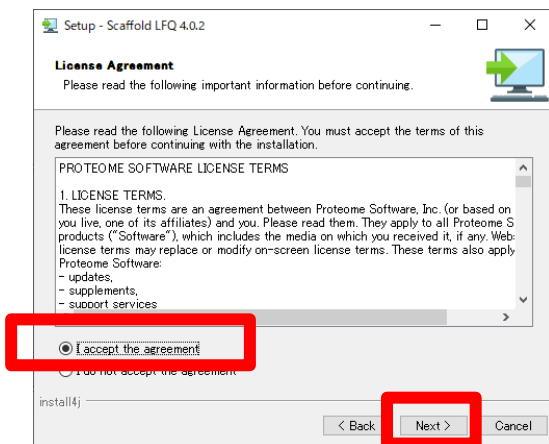 Setup - Scaffold LFQ 4.0.2
License Agreement
Please read the following important information before continuing.
Please read the following License Agreement. You must accept the terms of this
agreement before continuing with the installation.
PROTEOME SOFTWARE LICENSE TERMS
1. LICENSE TERMS.
These license terms are an agreement between Proteome Software, Inc. (or based on
you live, one of its affiliates) and you. Please read them. They apply to all Proteome S
products ("Software"), which includes the media on which you received it, if any. Web
license terms may replace or modify on-screen license terms. These terms also apply
Proteome Software:
- updates,
- supplements,
- support services
I accept the agreement
I do not accept the agreement
install4j
< Back
Next >
Cancel